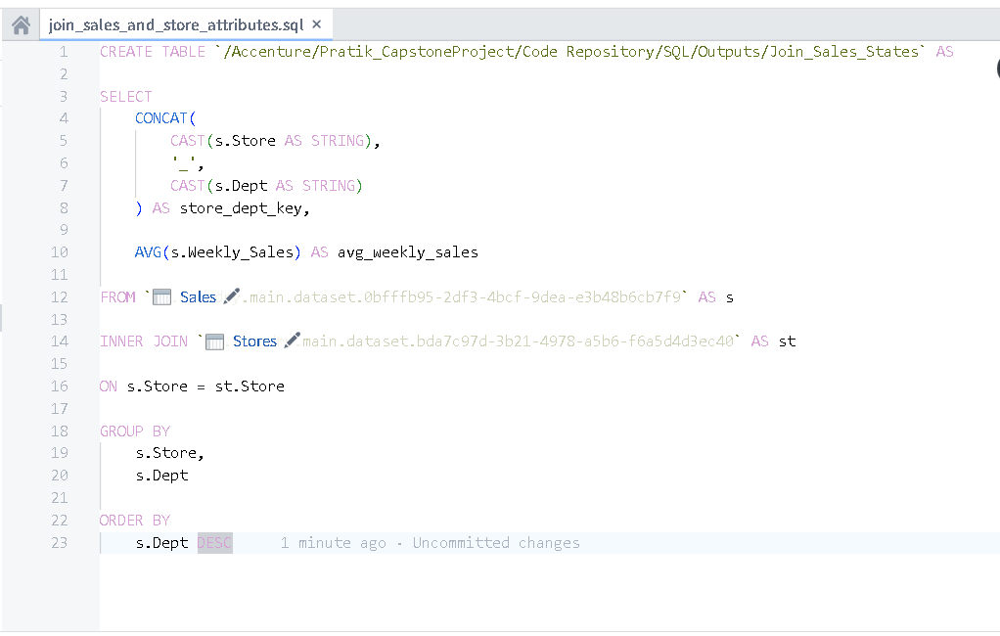 join_sales_and_store_attributes.sql ×
1 CREATE TABLE `/Accenture/Pratik_CapstoneProject/Code Repository/SQL/Outputs/Join_Sales_States` AS
2
3 SELECT
4 CONCAT(
5 CAST(s.Store AS STRING),
6 '_',
7 CAST(s.Dept AS STRING)
8 ) AS store_dept_key,
9
10 AVG(s.Weekly_Sales) AS avg_weekly_sales
11
12 FROM ` Sales .main.dataset.0bfffb95-2df3-4bcf-9dea-e3b48b6cb7f9` AS s
13
14 INNER JOIN ` Stores main.dataset.bda7c97d-3b21-4978-a5b6-f6a5d4d3ec40` AS st
15
16 ON s.Store = st.Store
17
18 GROUP BY
19 s.Store,
20 s.Dept
21
22 ORDER BY
23 s.Dept DESC 1 minute ago · Uncommitted changes